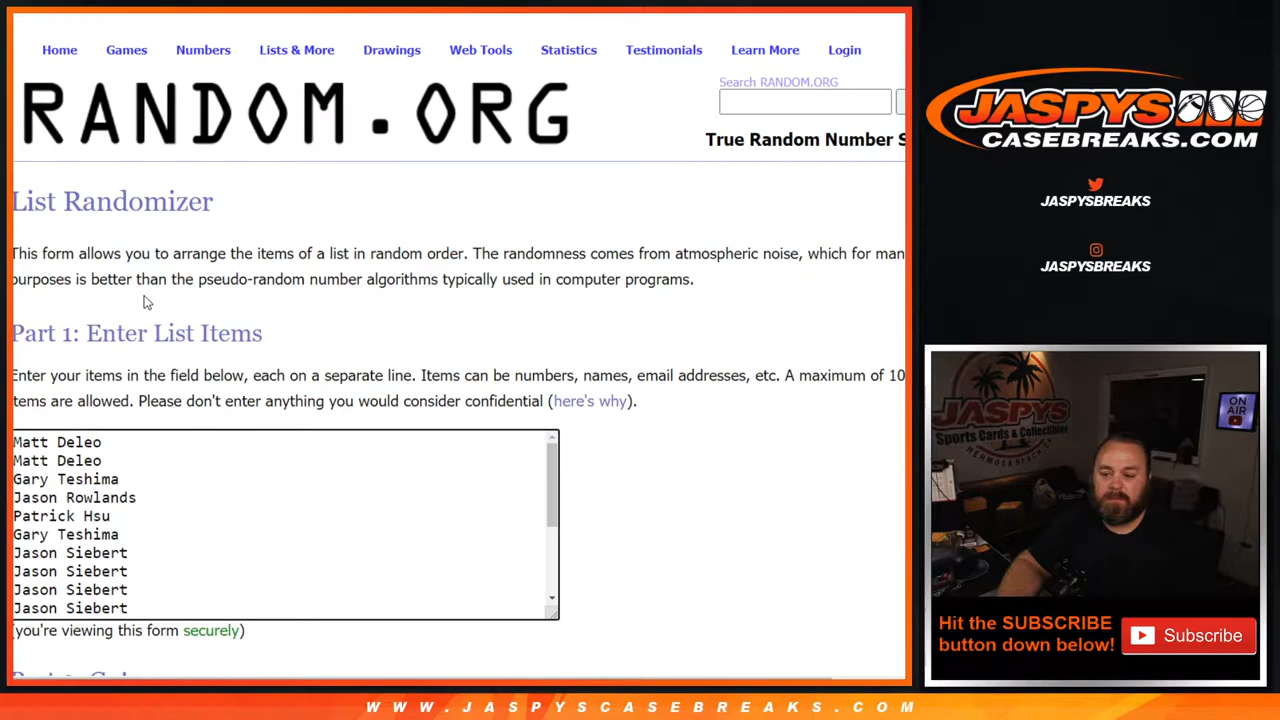 Home Games Numbers Lists & More Drawings Web Tools Statistics Testimonials Learn More Login
RANDOM.ORG
Search RANDOM.ORG
True Random Number S
List Randomizer
This form allows you to arrange the items of a list in random order. The randomness comes from atmospheric noise, which for man
purposes is better than the pseudo-random number algorithms typically used in computer programs.
Part 1: Enter List Items
Enter your items in the field below, each on a separate line. Items can be numbers, names, email addresses, etc. A maximum of 10
items are allowed. Please don't enter anything you would consider confidential (here's why).
Matt Deleo
Matt Deleo
Gary Teshima
Jason Rowlands
Patrick Hsu
Gary Teshima
Jason Siebert
Jason Siebert
Jason Siebert
Jason Siebert
(you're viewing this form securely)
JASPYS
CASEBREAKS.COM
JASPYSBREAKS
JASPYSBREAKS
JASPYS
Sports Cards & Collectibles
HERMOSA BEACH
ON
AIR
Hit the SUBSCRIBE
button down below!
Subscribe
WWW.JASPYSCASEBREAKS.COM